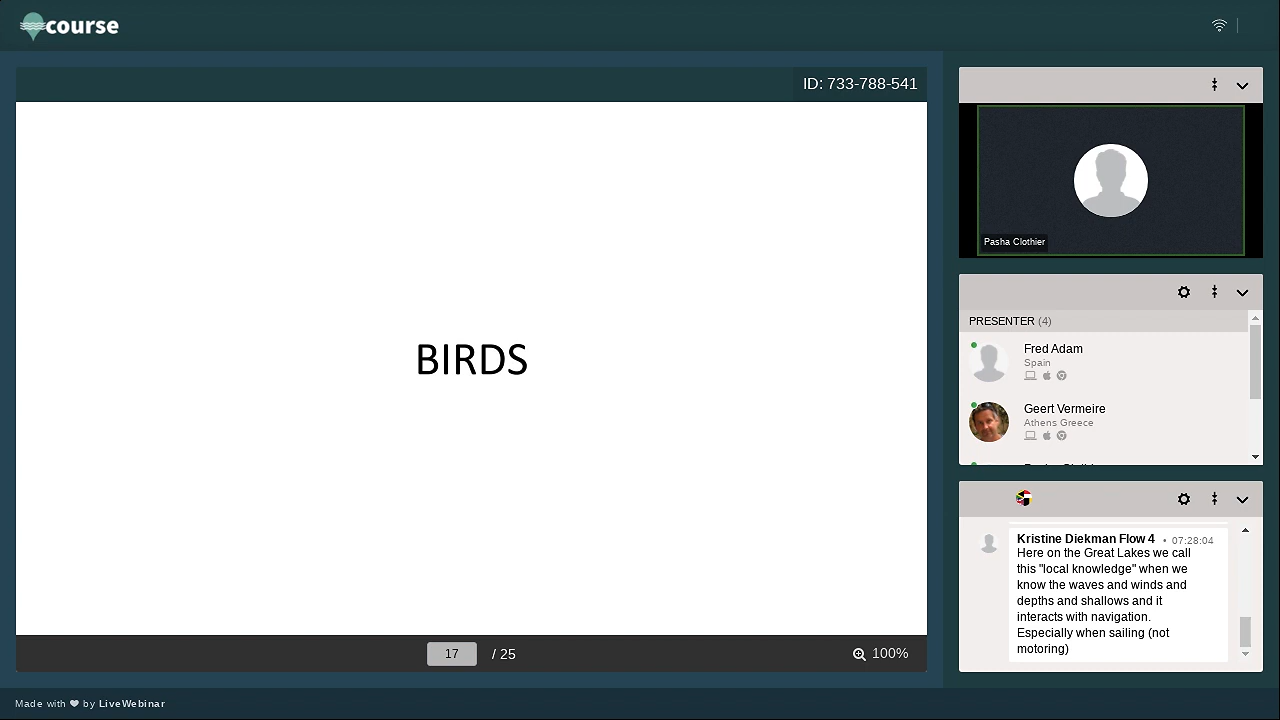 course
ID: 733-788-541
BIRDS
17 / 25
100%
Pasha Clothier
PRESENTER (4)
Fred Adam
Spain
Geert Vermeire
Athens Greece
Kristine Diekman Flow 4 • 07:28:04
Here on the Great Lakes we call
this "local knowledge" when we
know the waves and winds and
depths and shallows and it
interacts with navigation.
Especially when sailing (not
motoring)
Made with ❤ by LiveWebinar